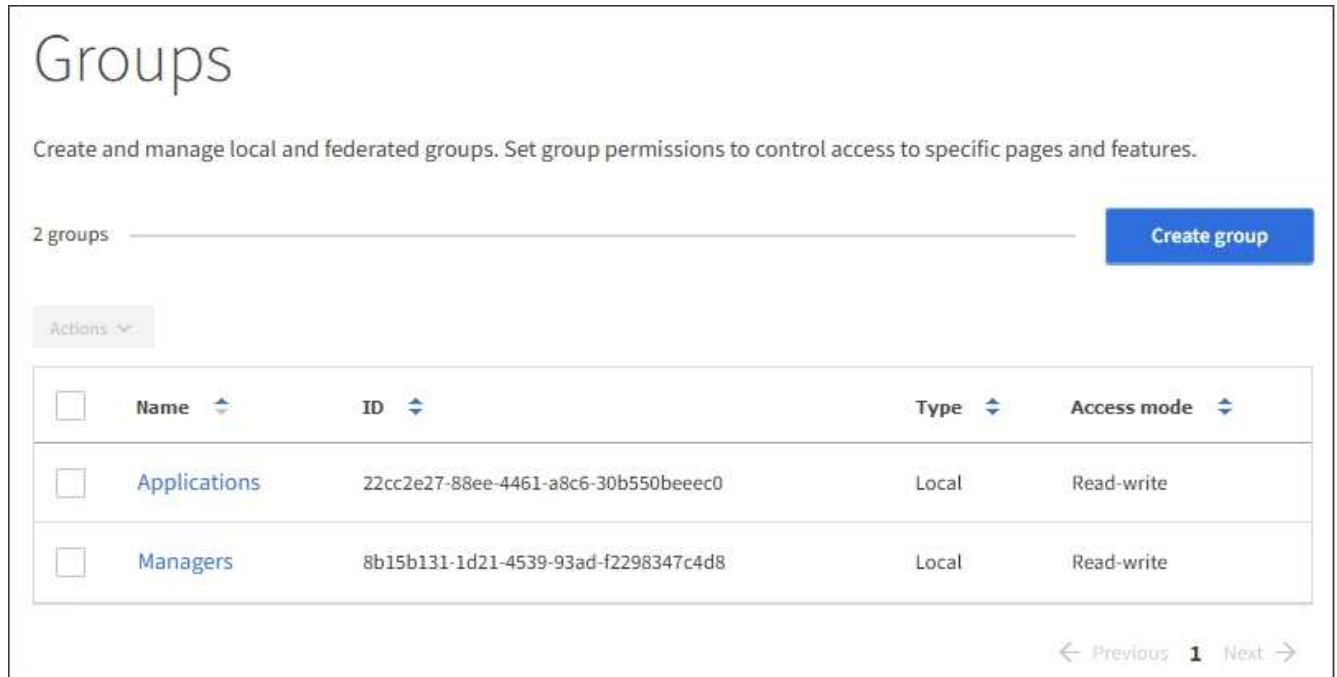 Groups
Create and manage local and federated groups. Set group permissions to control access to specific pages and features.
2 groups
Create group
Actions
Name ID Type Access mode
Applications 22cc2e27-88ee-4461-a8c6-30b550beeec0 Local Read-write
Managers 8b15b131-1d21-4539-93ad-f2298347c4d8 Local Read-write
← Previous 1 Next →